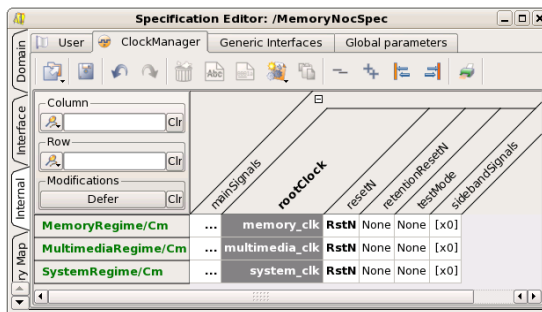 Specification Editor: /MemoryNocSpec
User ClockManager Generic Interfaces Global parameters
Domain
Interface
Internal
ry Map
Abc
Column
Clr
Row
Clr
Modifications
Defer Clr
mainSignals rootClock resetN retentionResetN testMode sidebandSignals
MemoryRegime/Cm ... memory_clk RstN None None [x0]
MultimediaRegime/Cm ... multimedia_clk RstN None None [x0]
SystemRegime/Cm ... system_clk RstN None None [x0]